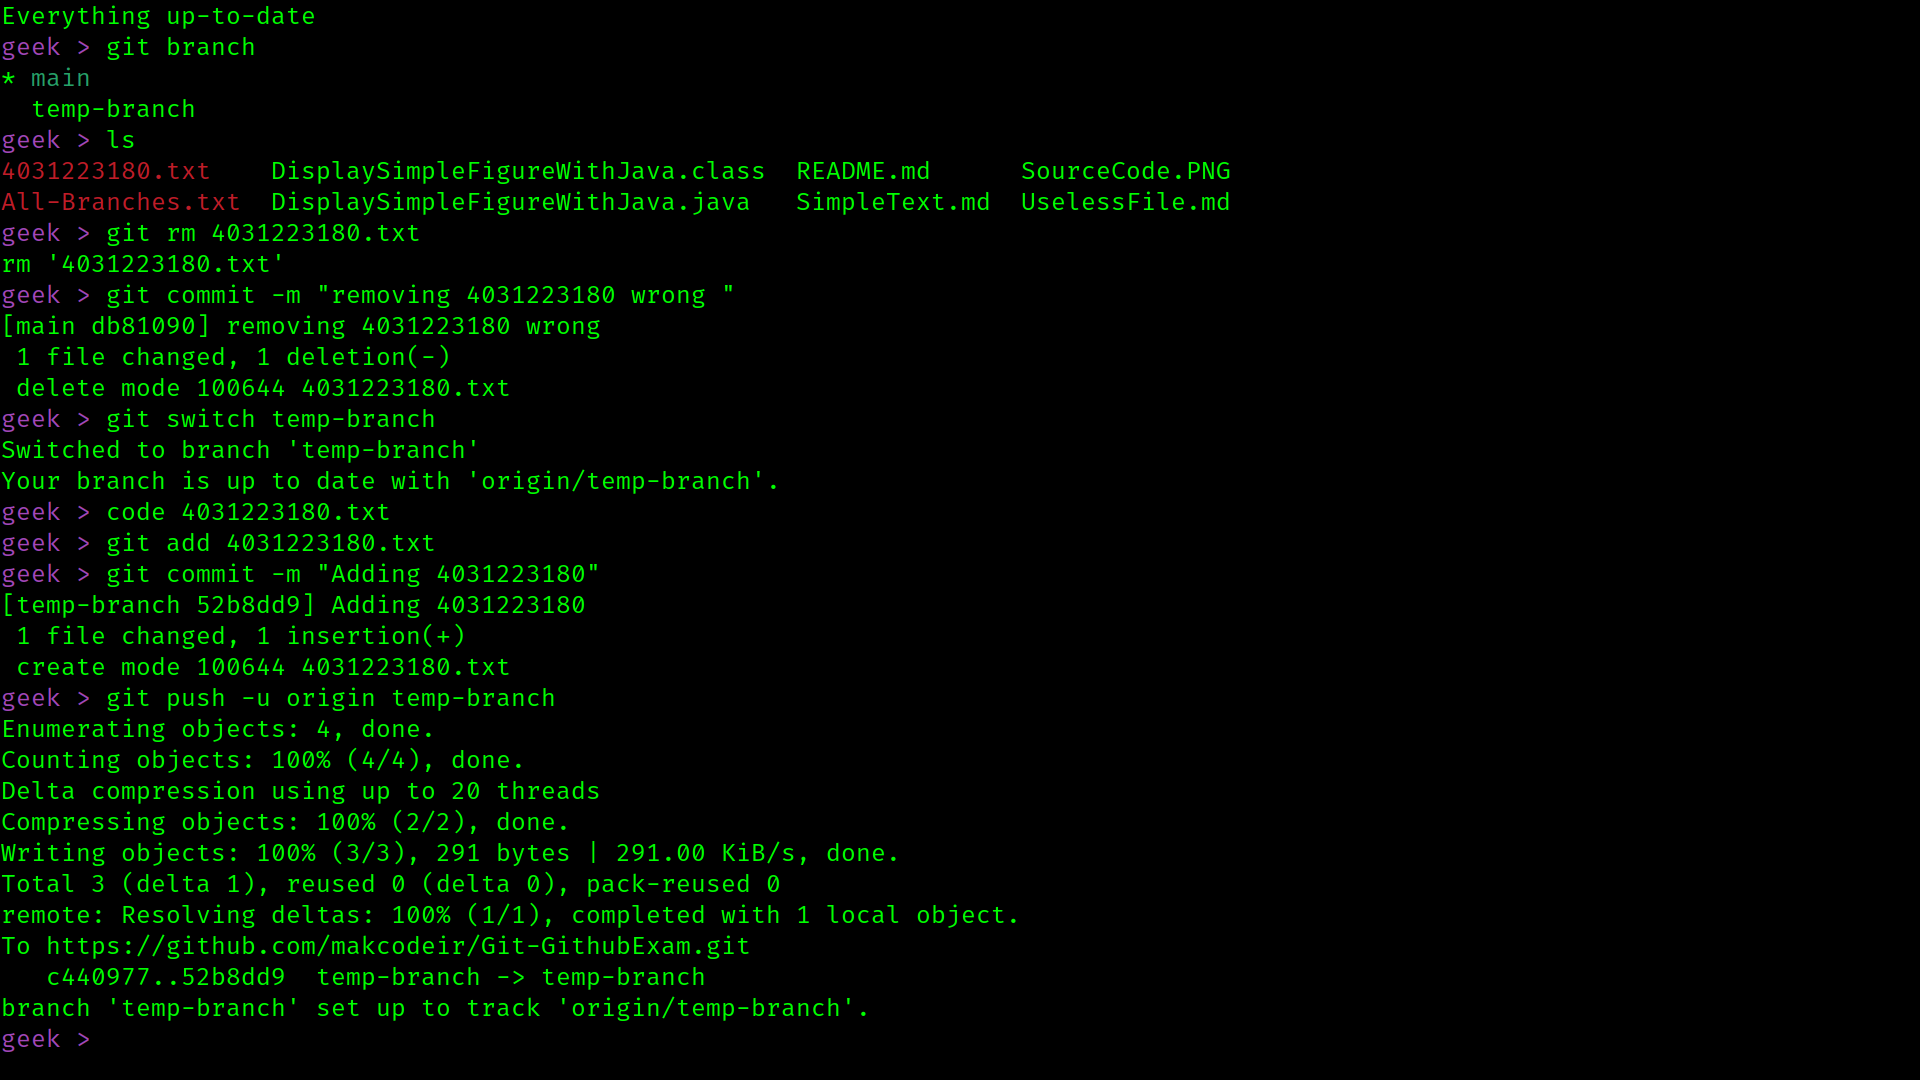 Everything up-to-date
geek > git branch
* main
  temp-branch
geek > ls
4031223180.txt    DisplaySimpleFigureWithJava.class  README.md      SourceCode.PNG
All-Branches.txt  DisplaySimpleFigureWithJava.java   SimpleText.md  UselessFile.md
geek > git rm 4031223180.txt
rm '4031223180.txt'
geek > git commit -m "removing 4031223180 wrong "
[main db81090] removing 4031223180 wrong
 1 file changed, 1 deletion(-)
 delete mode 100644 4031223180.txt
geek > git switch temp-branch
Switched to branch 'temp-branch'
Your branch is up to date with 'origin/temp-branch'.
geek > code 4031223180.txt
geek > git add 4031223180.txt
geek > git commit -m "Adding 4031223180"
[temp-branch 52b8dd9] Adding 4031223180
 1 file changed, 1 insertion(+)
 create mode 100644 4031223180.txt
geek > git push -u origin temp-branch
Enumerating objects: 4, done.
Counting objects: 100% (4/4), done.
Delta compression using up to 20 threads
Compressing objects: 100% (2/2), done.
Writing objects: 100% (3/3), 291 bytes | 291.00 KiB/s, done.
Total 3 (delta 1), reused 0 (delta 0), pack-reused 0
remote: Resolving deltas: 100% (1/1), completed with 1 local object.
To https://github.com/makcodeir/Git-GithubExam.git
   c440977..52b8dd9  temp-branch -> temp-branch
branch 'temp-branch' set up to track 'origin/temp-branch'.
geek >